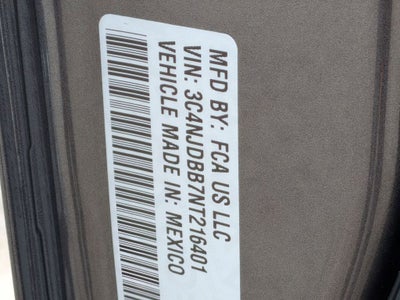 MFD BY: FCA US LLC
VIN: 3C4NJDBB7NT216401
VEHICLE MADE IN: MEXICO